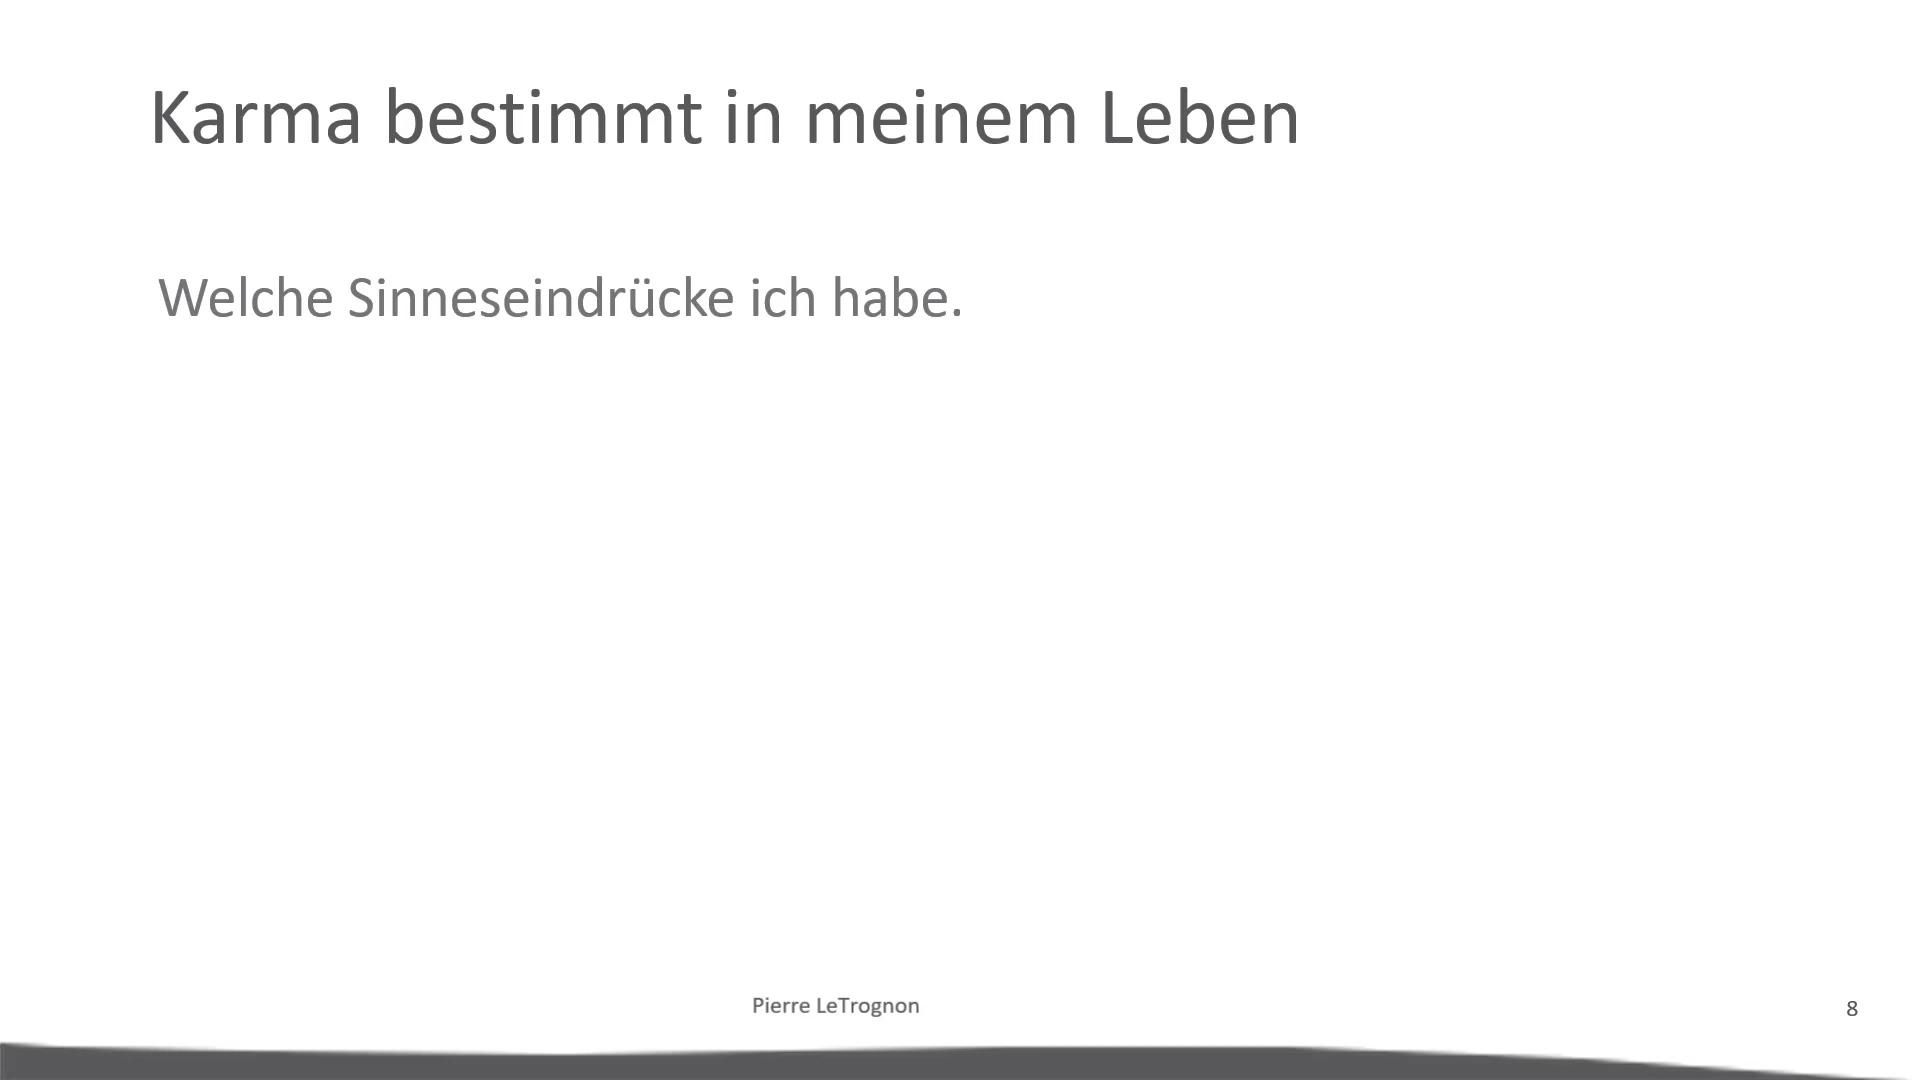 Karma bestimmt in meinem Leben
Welche Sinneseindrücke ich habe.
Pierre LeTrognon
8